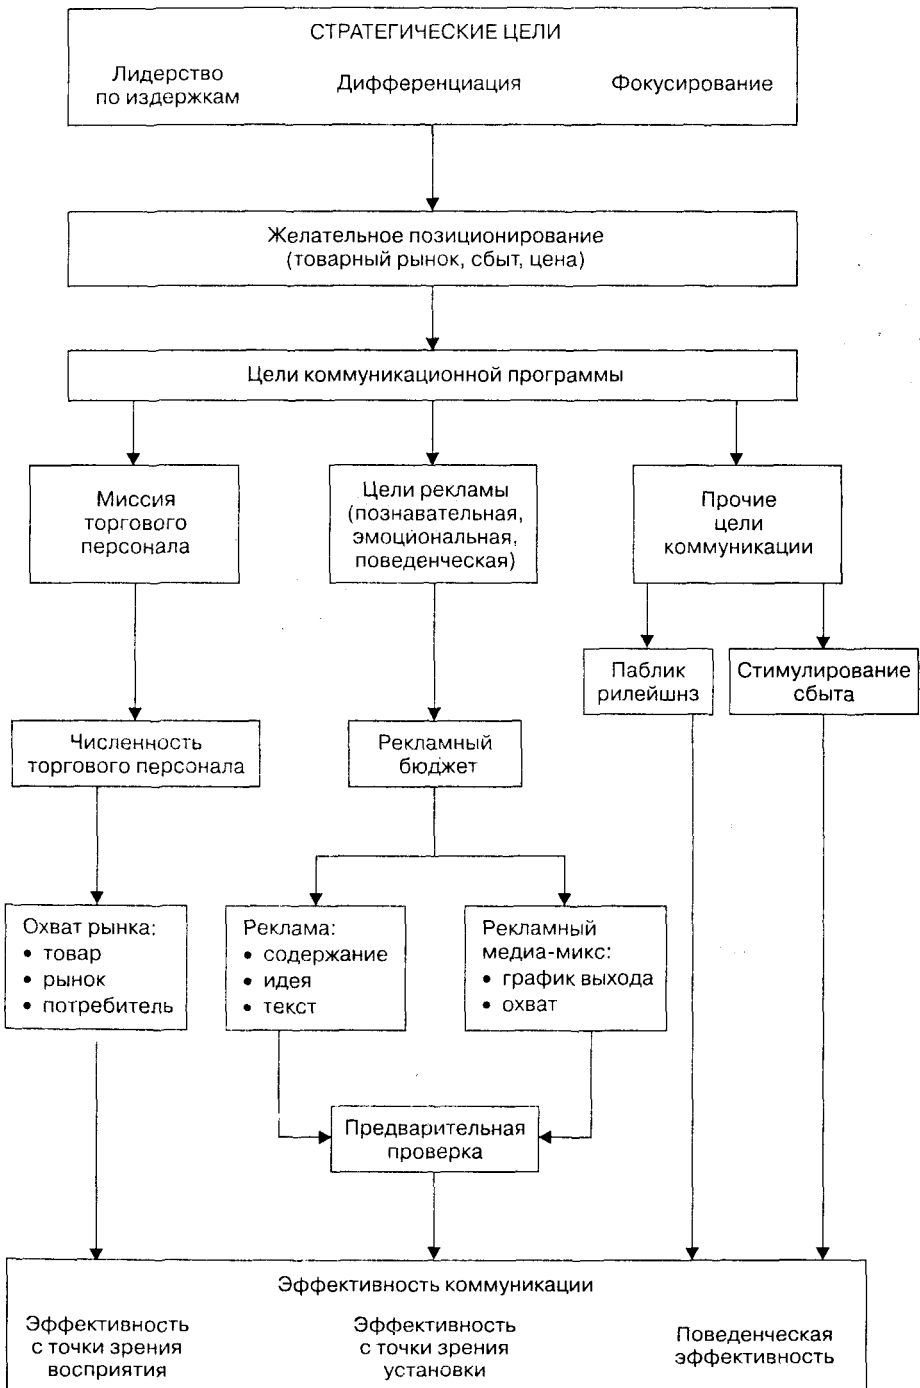 СТРАТЕГИЧЕСКИЕ ЦЕЛИ
Лидерство
по издержкам
Дифференциация
Фокусирование
Желательное позиционирование
(товарный рынок, сбыт, цена)
Цели коммуникационной программы
Миссия
торгового
персонала
Цели рекламы
(познавательная,
эмоциональная,
поведенческая)
Прочие
цели
коммуникации
Паблик
рилейшнз
Стимулирование
сбыта
Численность
торгового персонала
Рекламный
бюджет
Охват рынка:
• товар
• рынок
• потребитель
Реклама:
• содержание
• идея
• текст
Рекламный
медиа-микс:
• график выхода
• охват
Предварительная
проверка
Эффективность коммуникации
Эффективность
с точки зрения
восприятия
Эффективность
с точки зрения
установки
Поведенческая
эффективность